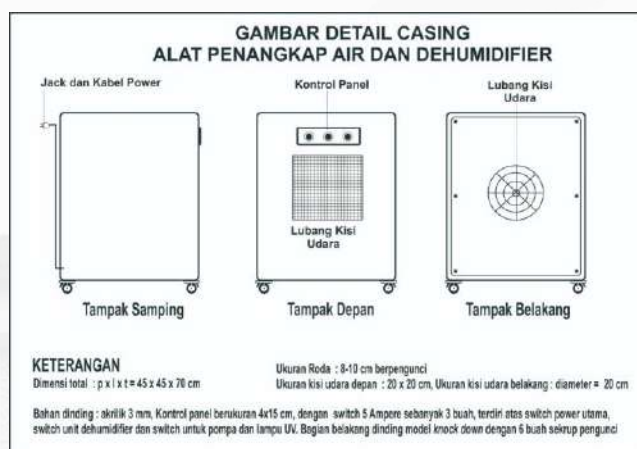 GAMBAR DETAIL CASING
ALAT PENANGKAP AIR DAN DEHUMIDIFIER
Jack dan Kabel Power
Kontrol Panel
Lubang Kisi
Udara
Lubang Kisi
Udara
Tampak Samping
Tampak Depan
Tampak Belakang
KETERANGAN
Dimensi total : p x l x t = 45 x 45 x 70 cm
Ukuran Roda : 8-10 cm berpengunci
Ukuran kisi udara depan : 20 x 20 cm, Ukuran kisi udara belakang : diameter = 20 cm
Bahan dinding : akrilik 3 mm, Kontrol panel berukuran 4x15 cm, dengan switch 5 Ampere sebanyak 3 buah, terdiri atas switch power utama,
switch unit dehumidifier dan switch untuk pompa dan lampu UV. Bagian belakang dinding model knock down dengan 6 buah sekrup pengunci